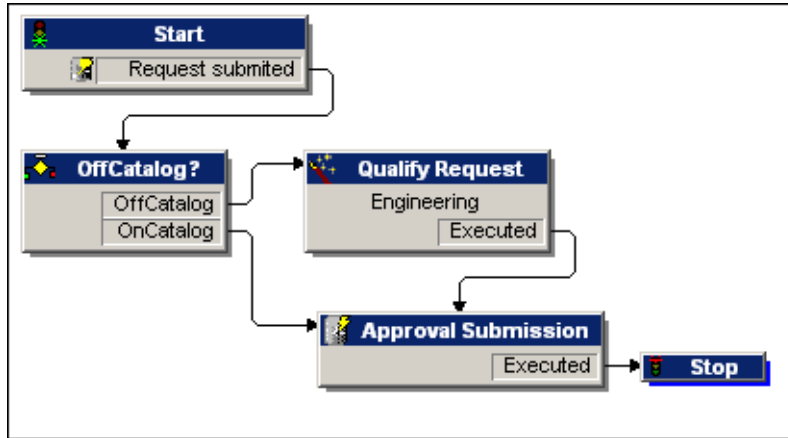 Start
Request submited
OffCatalog?
OffCatalog
OnCatalog
Qualify Request
Engineering
Executed
Approval Submission
Executed
Stop